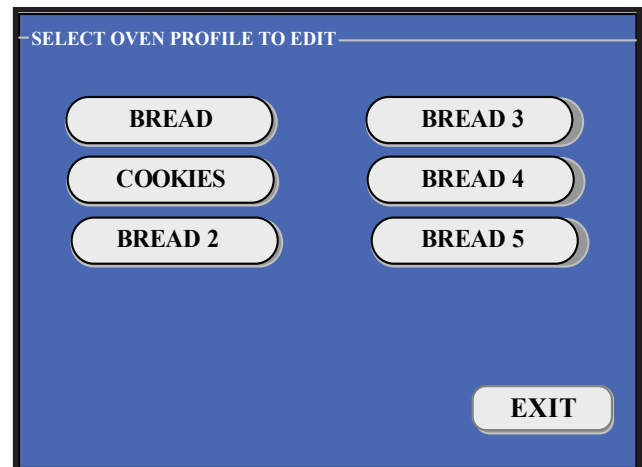 SELECT OVEN PROFILE TO EDIT
BREAD
COOKIES
BREAD 2
BREAD 3
BREAD 4
BREAD 5
EXIT